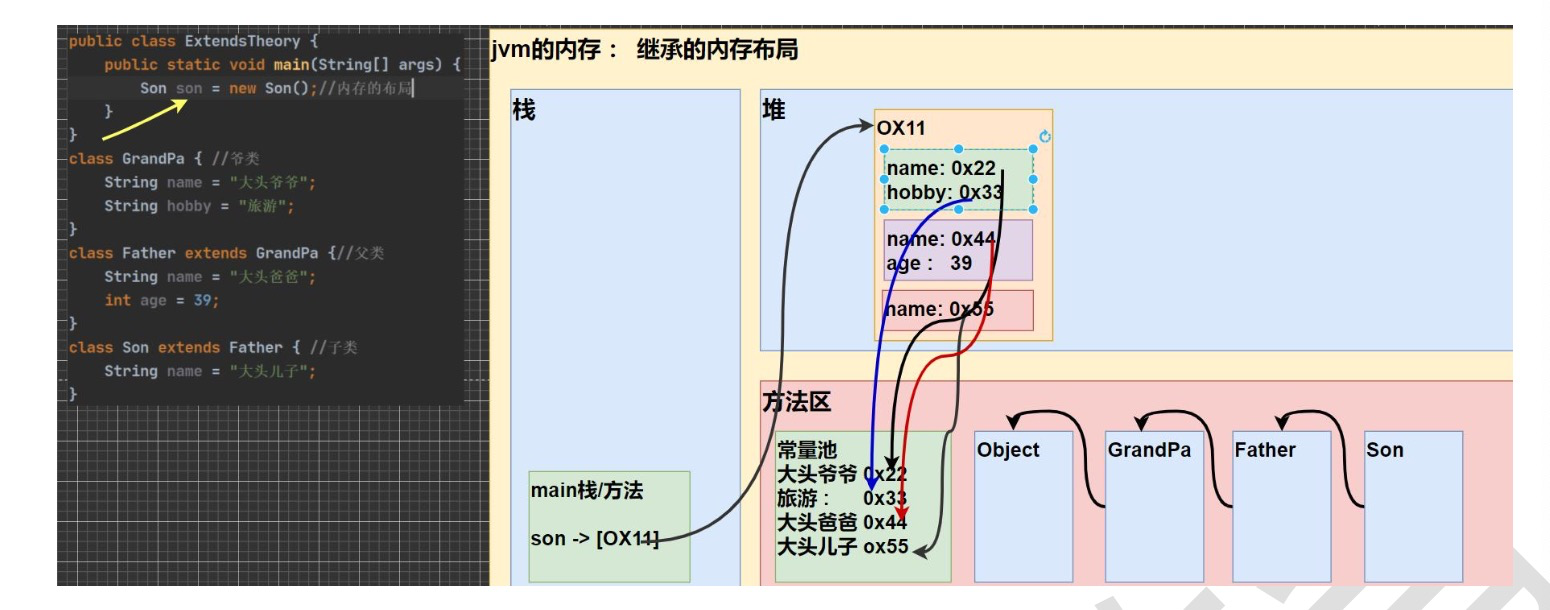 public class ExtendsTheory {
public static void main(String[] args) {
Son son = new Son();//内存的布局
}
}
class GrandPa { //爷类
String name = "大头爷爷";
String hobby = "旅游";
}
class Father extends GrandPa {//父类
String name = "大头爸爸";
int age = 39;
}
class Son extends Father { //子类
String name = "大头儿子";
}
jvm的内存： 继承的内存布局
栈
main栈/方法
son -> [OX11]
堆
OX11
name: 0x22
hobby: 0x33
name: 0x44
age : 39
name: 0x55
方法区
常量池
大头爷爷 0x22
旅游： 0x33
大头爸爸 0x44
大头儿子 ox55
Object
GrandPa
Father
Son